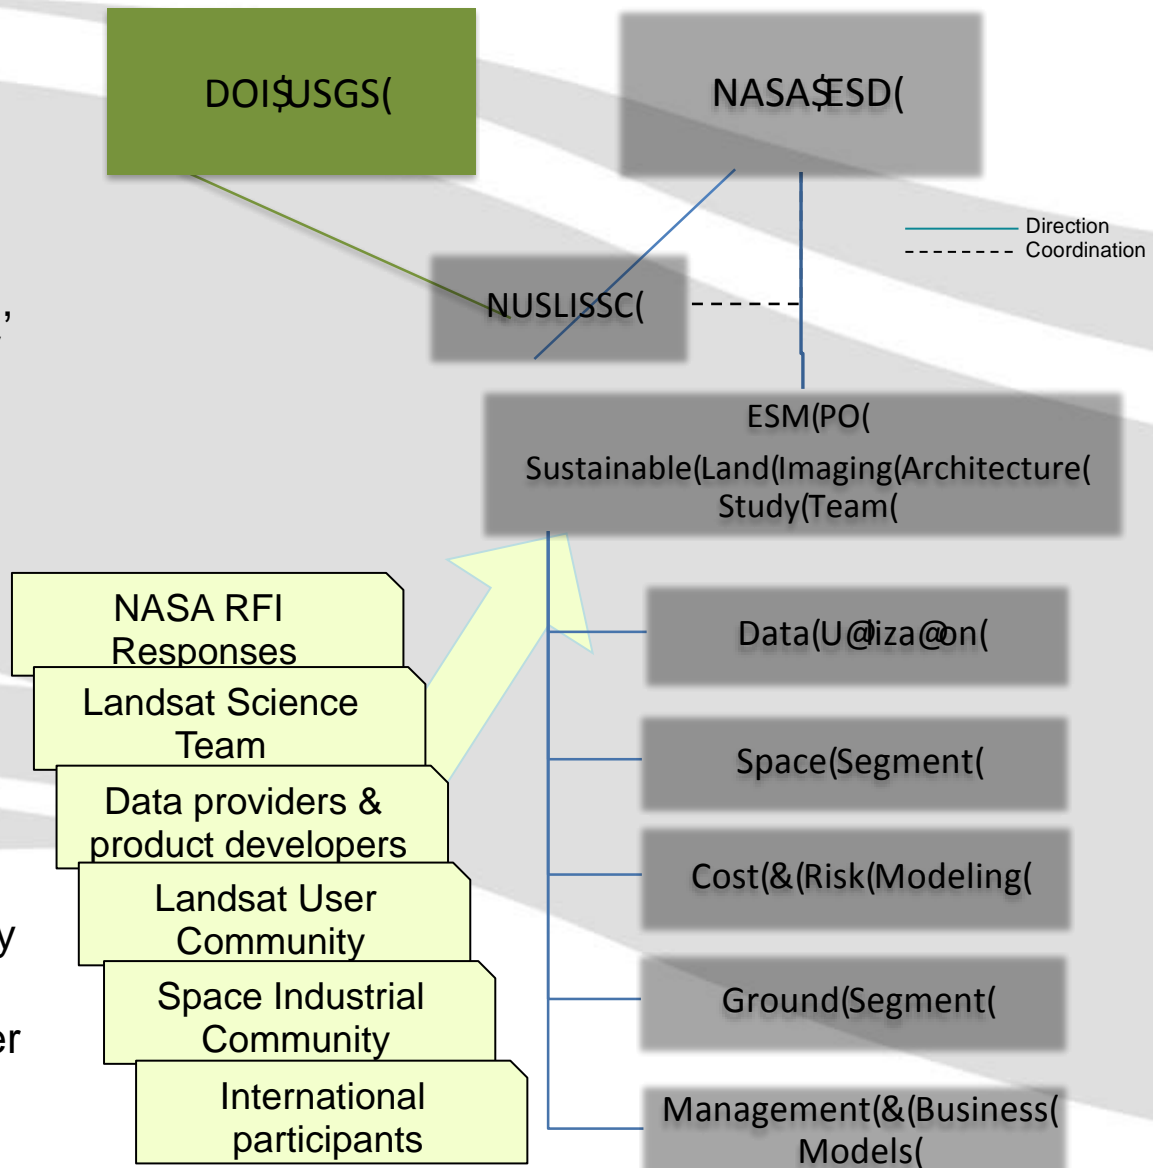 DOI$USGS(
NASA$ESD(
Direction
Coordination
NUSLISSC(
ESM(PO(
Sustainable(Land(Imaging(Architecture(
Study(Team(
NASA RFI
Responses
Landsat Science
Team
Data providers &
product developers
Landsat User
Community
Space Industrial
Community
International
participants
Data(U@liza@on(
Space(Segment(
Cost(&(Risk(Modeling(
Ground(Segment(
Management(&(Business(
Models(
y
er